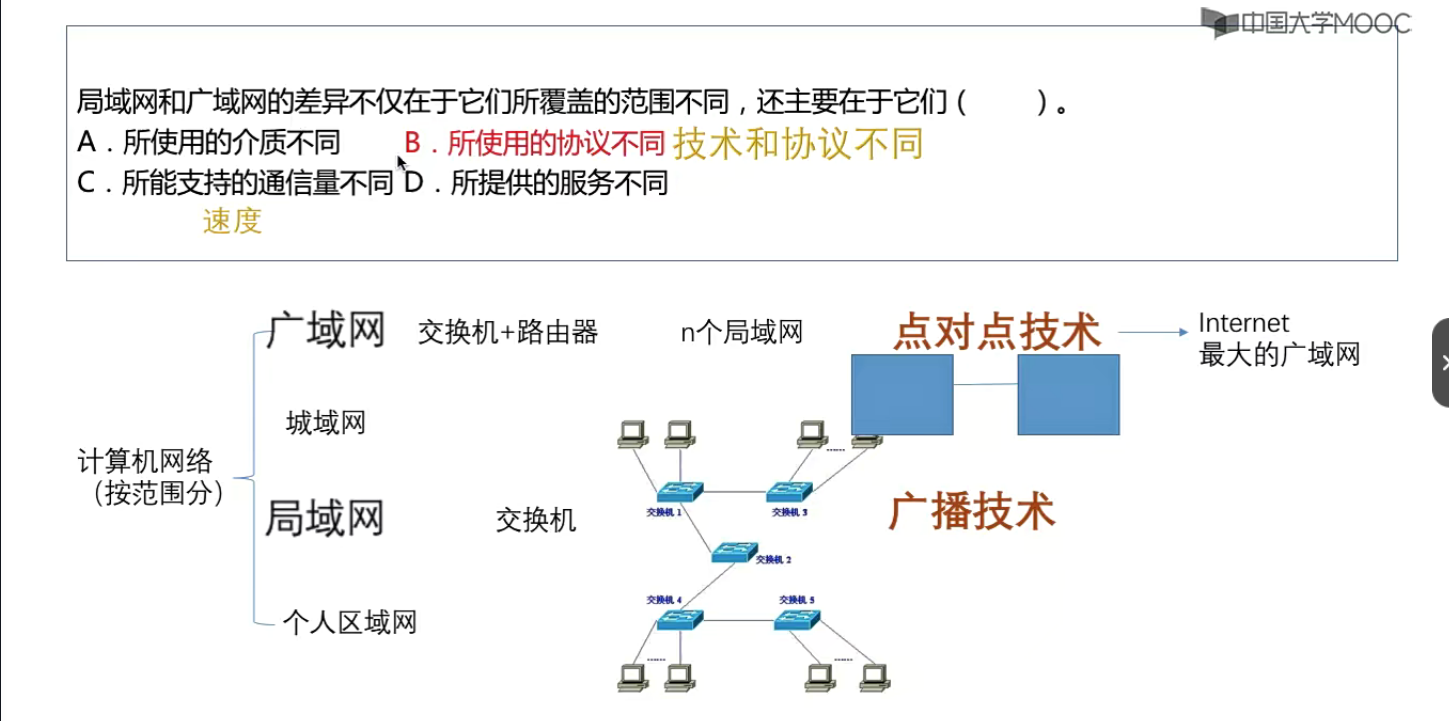 中国大学MOOC
局域网和广域网的差异不仅在于它们所覆盖的范围不同，还主要在于它们（　　）。
A．所使用的介质不同　　B．所使用的协议不同 技术和协议不同
C．所能支持的通信量不同 D．所提供的服务不同
速度
广域网　交换机+路由器　n个局域网　点对点技术　Internet
最大的广域网
城域网
计算机网络
（按范围分）
······
交换机 1　交换机 3
局域网　交换机　广播技术
交换机 2
交换机 4　交换机 5
个人区域网
······　······